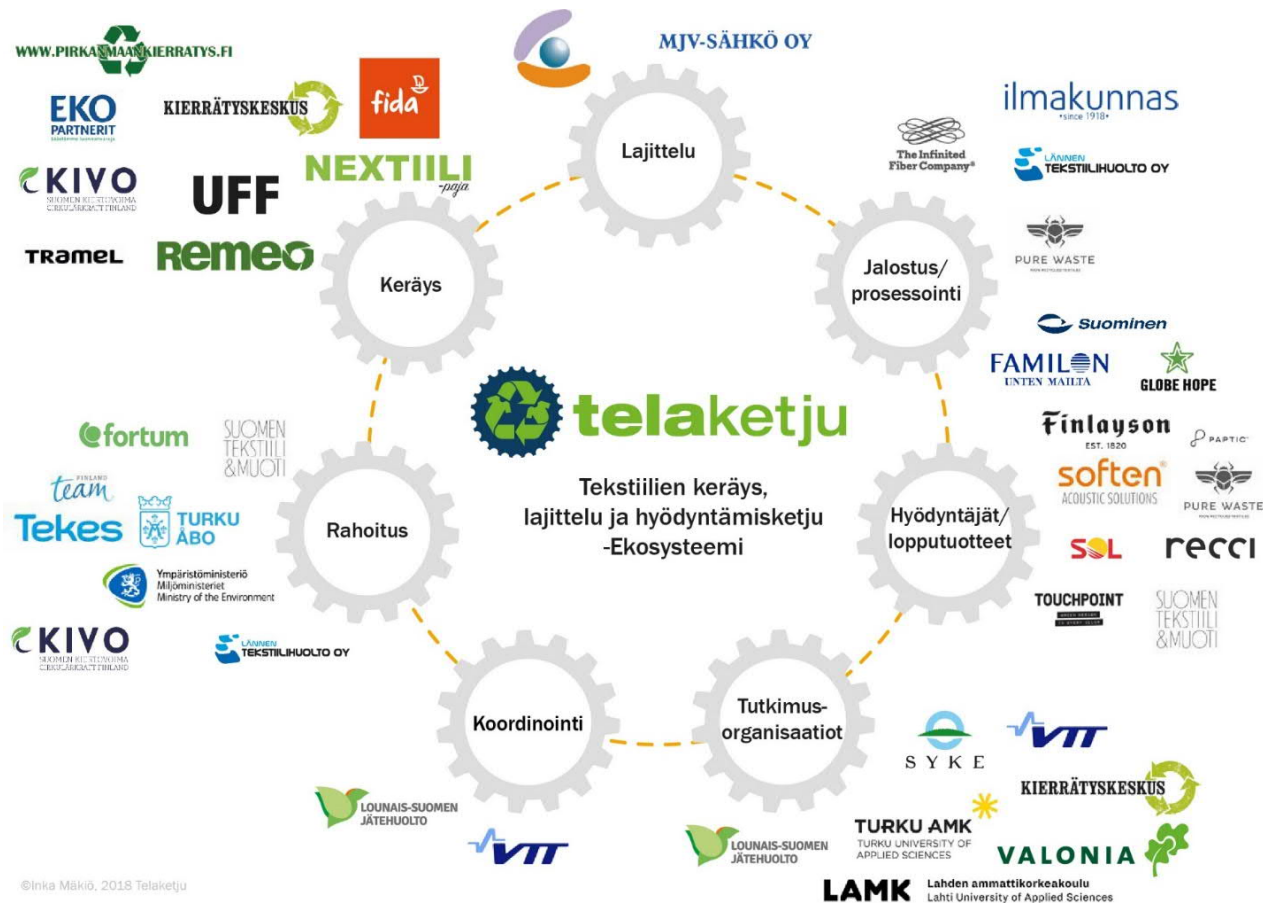 WWW.PIRKANMAANKIERRATYS.FI
EKO
PARTNERIT
KIERRÄTYSKESKUS
fida
NEXTIILI
-paja
KIVO
SUOMEN KIERTOVOIMA
CIRKULÄRKRAFT FINLAND
UFF
TRAMEL
REMEO
MJV-SÄHKÖ OY
Lajittelu
ilmakunnas
•since 1918•
The Infinited
Fiber Company®
LÄNNEN
TEKSTIILIHUOLTO OY
PURE WASTE
Keräys
Jalostus/
prosessointi
Suominen
FAMILON
UNTEN MAILTA
GLOBE HOPE
telaketju
Tekstiilien keräys,
lajittelu ja hyödyntämisketju
-Ekosysteemi
fortum
SUOMEN
TEKSTIILI
&MUOTI
FINLAND
team
Tekes
TURKU
ÅBO
Ympäristöministeriö
Miljöministeriet
Ministry of the Environment
KIVO
SUOMEN KIERTOVOIMA
CIRKULÄRKRAFT FINLAND
LÄNNEN
TEKSTIILIHUOLTO OY
Rahoitus
Hyödyntäjät/
lopputuotteet
Finlayson
EST. 1820
PAPTIC®
soften®
ACOUSTIC SOLUTIONS
PURE WASTE
SOL
recci
TOUCHPOINT
SUOMEN
TEKSTIILI
&MUOTI
Koordinointi
Tutkimus-
organisaatiot
LOUNAIS-SUOMEN
JÄTEHUOLTO
VTT
SYKE
VTT
KIERRÄTYSKESKUS
LOUNAIS-SUOMEN
JÄTEHUOLTO
TURKU AMK
TURKU UNIVERSITY OF
APPLIED SCIENCES
VALONIA
LAMK
Lahden ammattikorkeakoulu
Lahti University of Applied Sciences
©Inka Mäkiö, 2018 Telaketju